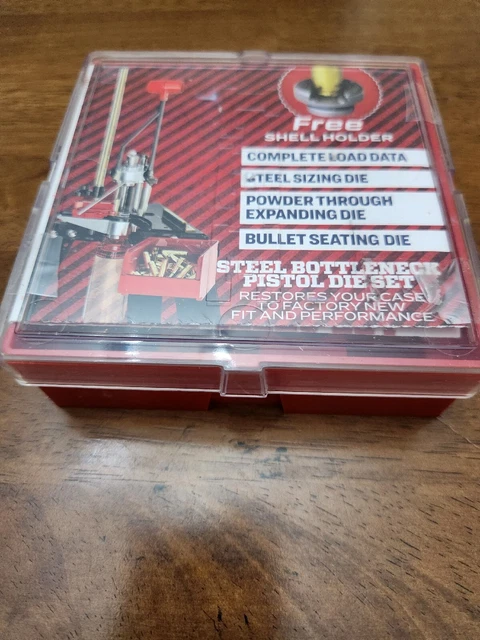 Free
SHELL HOLDER
COMPLETE LOAD DATA
STEEL SIZING DIE
POWDER THROUGH
EXPANDING DIE
BULLET SEATING DIE
STEEL BOTTLENECK
PISTOL DIE SET
RESTORES YOUR CASE
TO FACTORY NEW
FIT AND PERFORMANCE